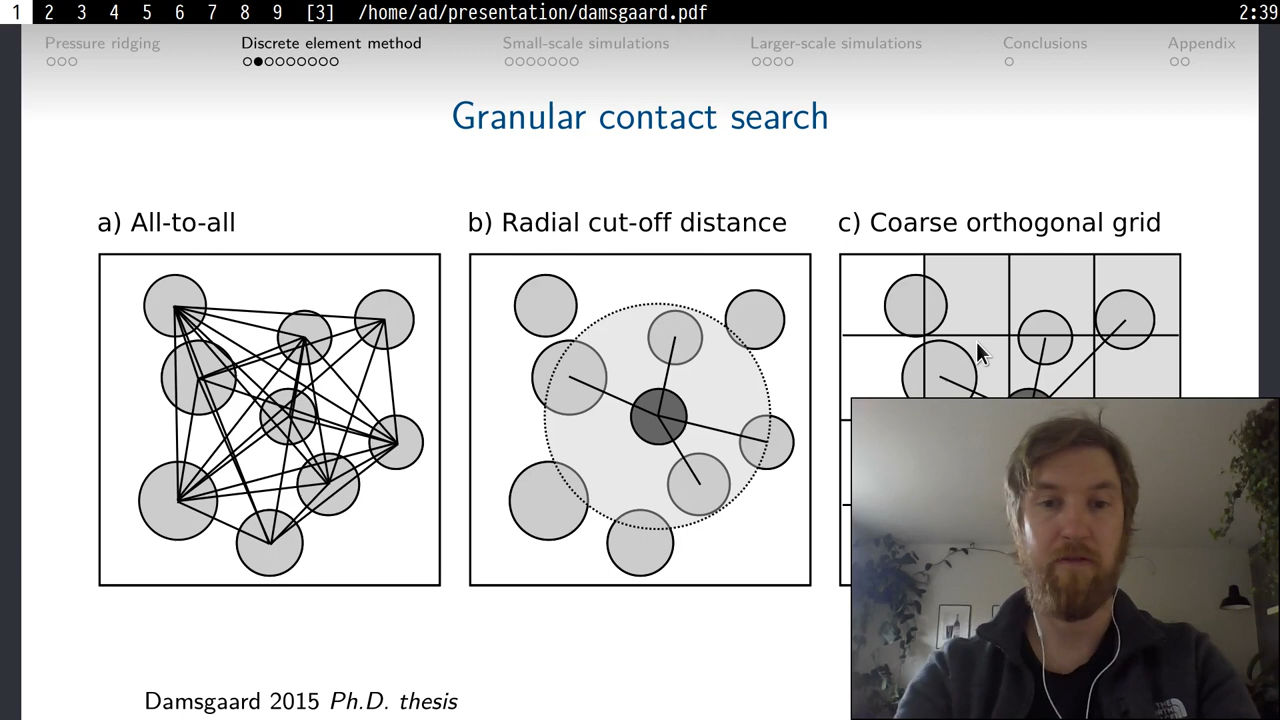 1 2 3 4 5 6 7 8 9 [3] /home/ad/presentation/damsgaard.pdf 2:39
Pressure ridging Discrete element method Small-scale simulations Larger-scale simulations Conclusions Appendix
Granular contact search
a) All-to-all b) Radial cut-off distance c) Coarse orthogonal grid
Damsgaard 2015 Ph.D. thesis
THE
NORTH